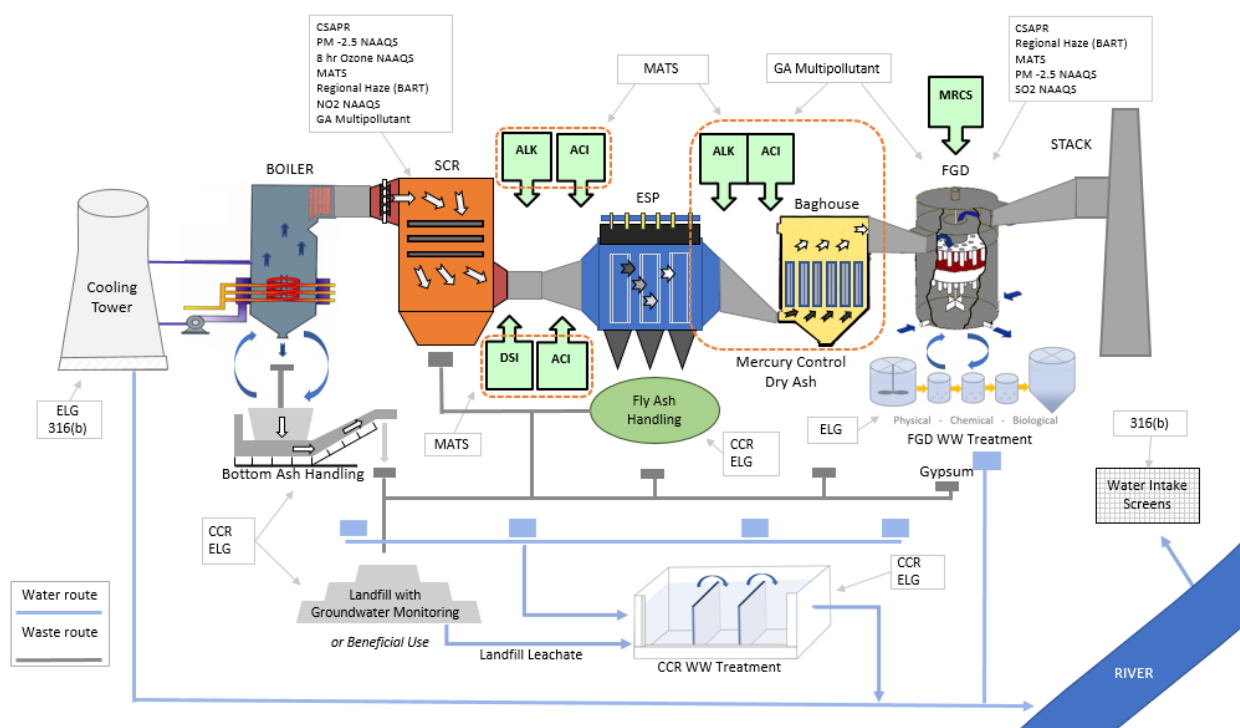 CSAPR
PM -2.5 NAAQS
8 hr Ozone NAAQS
MATS
Regional Haze (BART)
NO2 NAAQS
GA Multipollutant
MATS
GA Multipollutant
CSAPR
Regional Haze (BART)
MATS
PM -2.5 NAAQS
SO2 NAAQS
MRCS
STACK
BOILER
SCR
ALK
ACI
ESP
ALK
ACI
Baghouse
FGD
Cooling
Tower
DSI
ACI
Mercury Control
Dry Ash
ELG
316(b)
MATS
Fly Ash
Handling
CCR
ELG
ELG
Physical - Chemical - Biological
FGD WW Treatment
316(b)
Bottom Ash Handling
Gypsum
Water Intake
Screens
CCR
ELG
CCR
ELG
Water route
Waste route
Landfill with
Groundwater Monitoring
or Beneficial Use
Landfill Leachate
CCR WW Treatment
RIVER